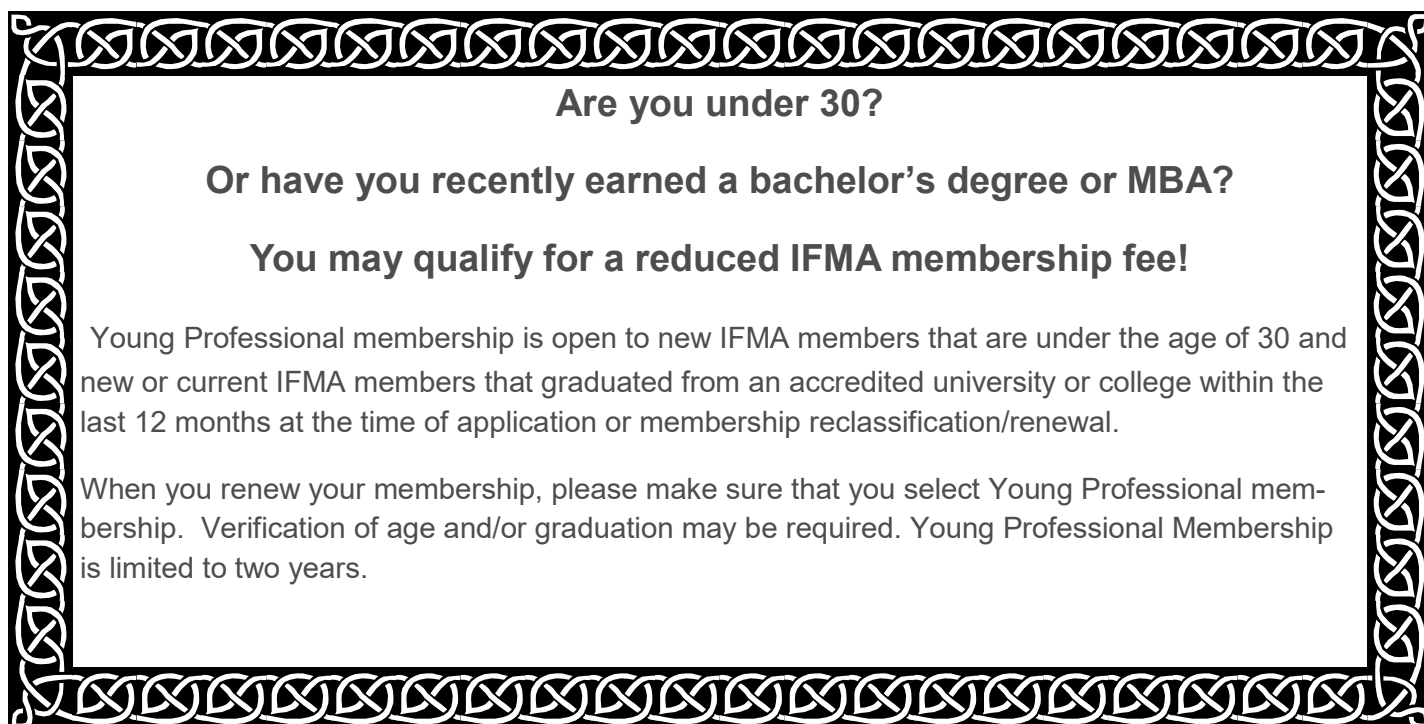 Are you under 30?
Or have you recently earned a bachelor’s degree or MBA?
You may qualify for a reduced IFMA membership fee!
Young Professional membership is open to new IFMA members that are under the age of 30 and
new or current IFMA members that graduated from an accredited university or college within the
last 12 months at the time of application or membership reclassification/renewal.
When you renew your membership, please make sure that you select Young Professional mem-
bership.  Verification of age and/or graduation may be required. Young Professional Membership
is limited to two years.